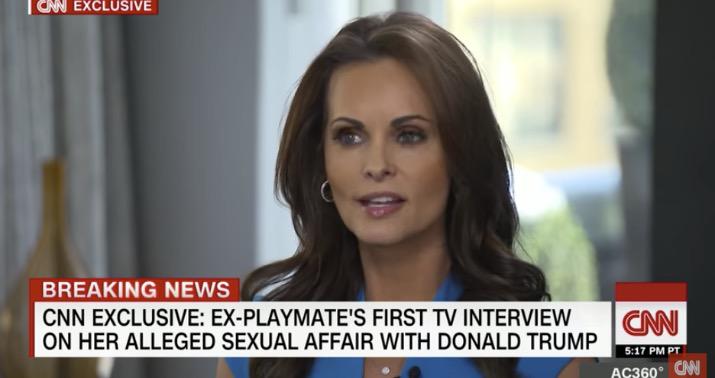 CNN EXCLUSIVE
BREAKING NEWS
CNN EXCLUSIVE: EX-PLAYMATE'S FIRST TV INTERVIEW
ON HER ALLEGED SEXUAL AFFAIR WITH DONALD TRUMP
CNN
5:17 PM PT
AC360° CNN